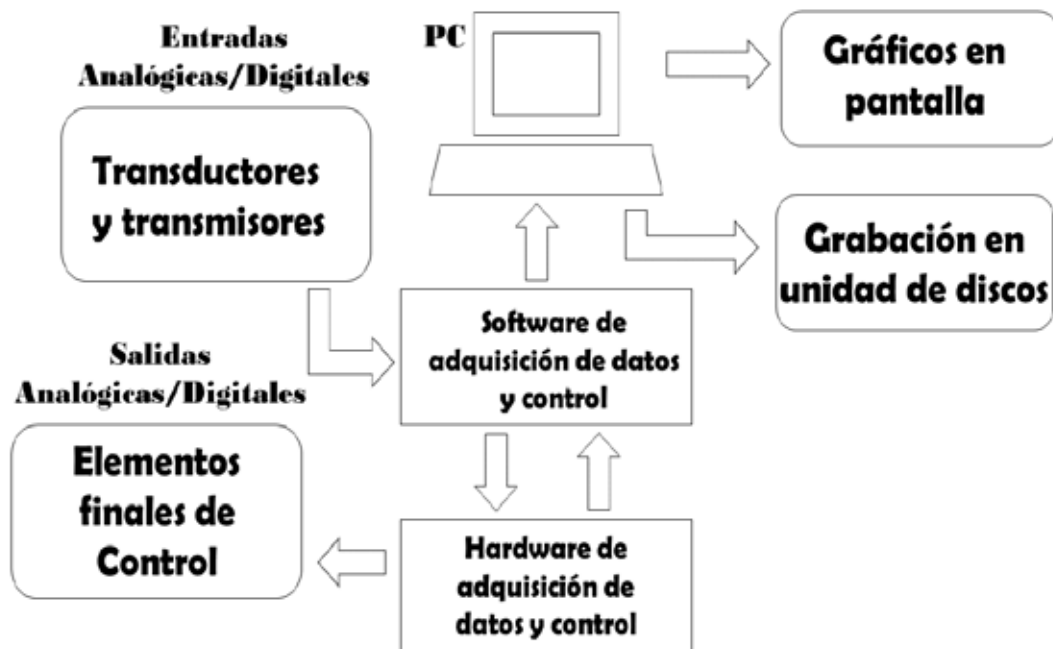 Entradas
Analógicas/Digitales
Transductores
y transmisores
PC
Gráficos en
pantalla
Grabación en
unidad de discos
Software de
adquisición de datos
y control
Salidas
Analógicas/Digitales
Elementos
finales de
Control
Hardware de
adquisición de
datos y control